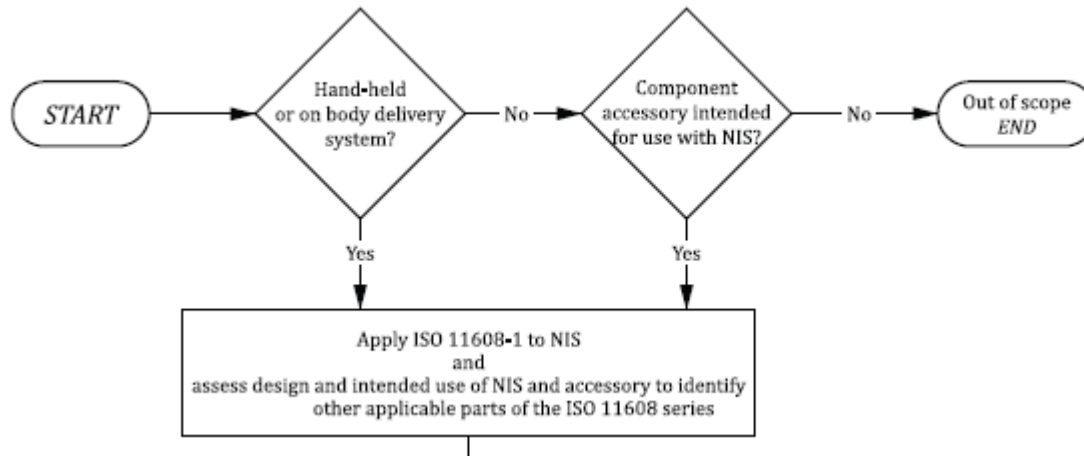 START
Hand-held
or on body delivery
system?
No
Component
accessory intended
for use with NIS?
No
Out of scope
END
Yes
Yes
Apply ISO 11608-1 to NIS
and
assess design and intended use of NIS and accessory to identify
other applicable parts of the ISO 11608 series